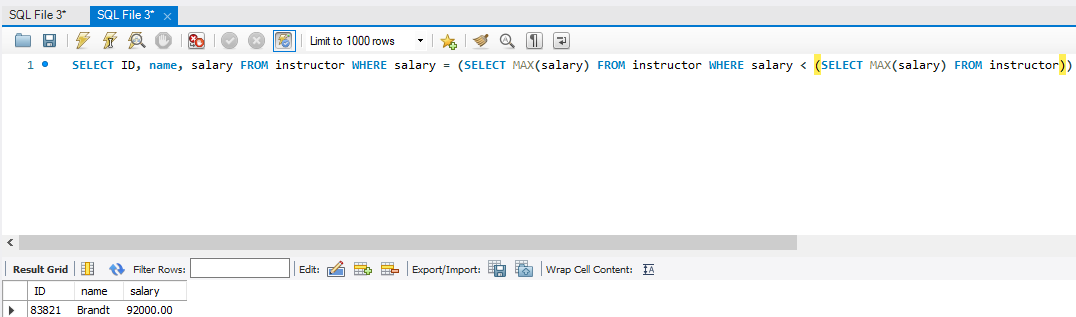 SQL File 3* SQL File 3*
Limit to 1000 rows
1 SELECT ID, name, salary FROM instructor WHERE salary = (SELECT MAX(salary) FROM instructor WHERE salary < (SELECT MAX(salary) FROM instructor))
Result Grid Filter Rows: Edit: Export/Import: Wrap Cell Content:
ID name salary
83821 Brandt 92000.00